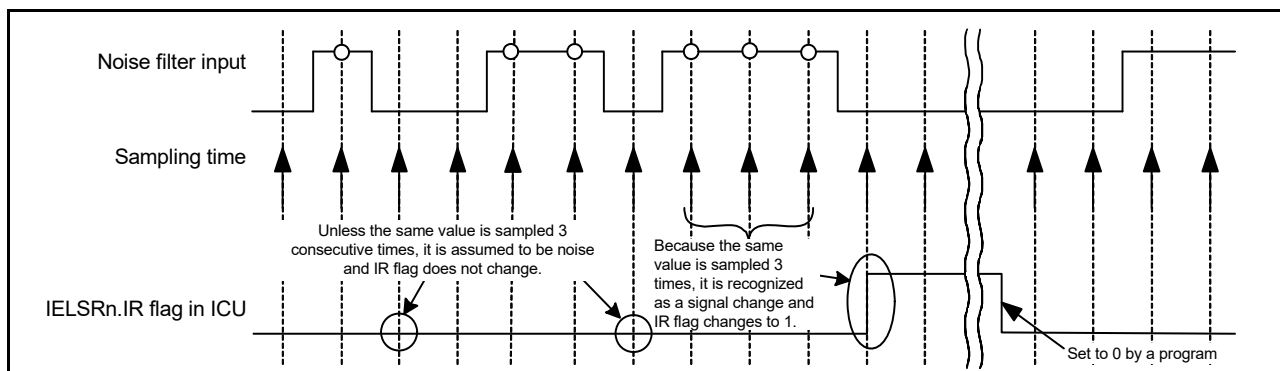 Noise filter input
Sampling time
Unless the same value is sampled 3
consecutive times, it is assumed to be noise
and IR flag does not change.
Because the same
value is sampled 3
times, it is recognized
as a signal change and
IR flag changes to 1.
IELSRn.IR flag in ICU
Set to 0 by a program